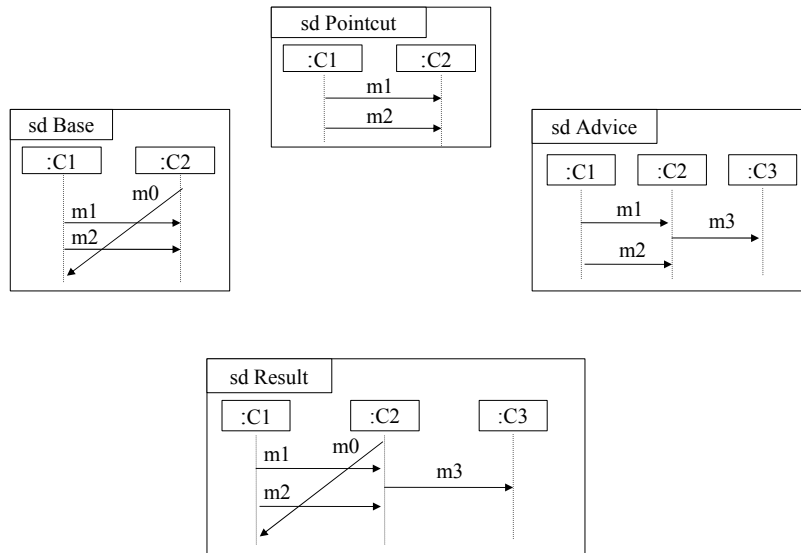 sd Pointcut
:C1 :C2
m1
m2
sd Base
:C1 :C2
m0
m1
m2
sd Advice
:C1 :C2 :C3
m1
m3
m2
sd Result
:C1 :C2 :C3
m0
m1
m3
m2